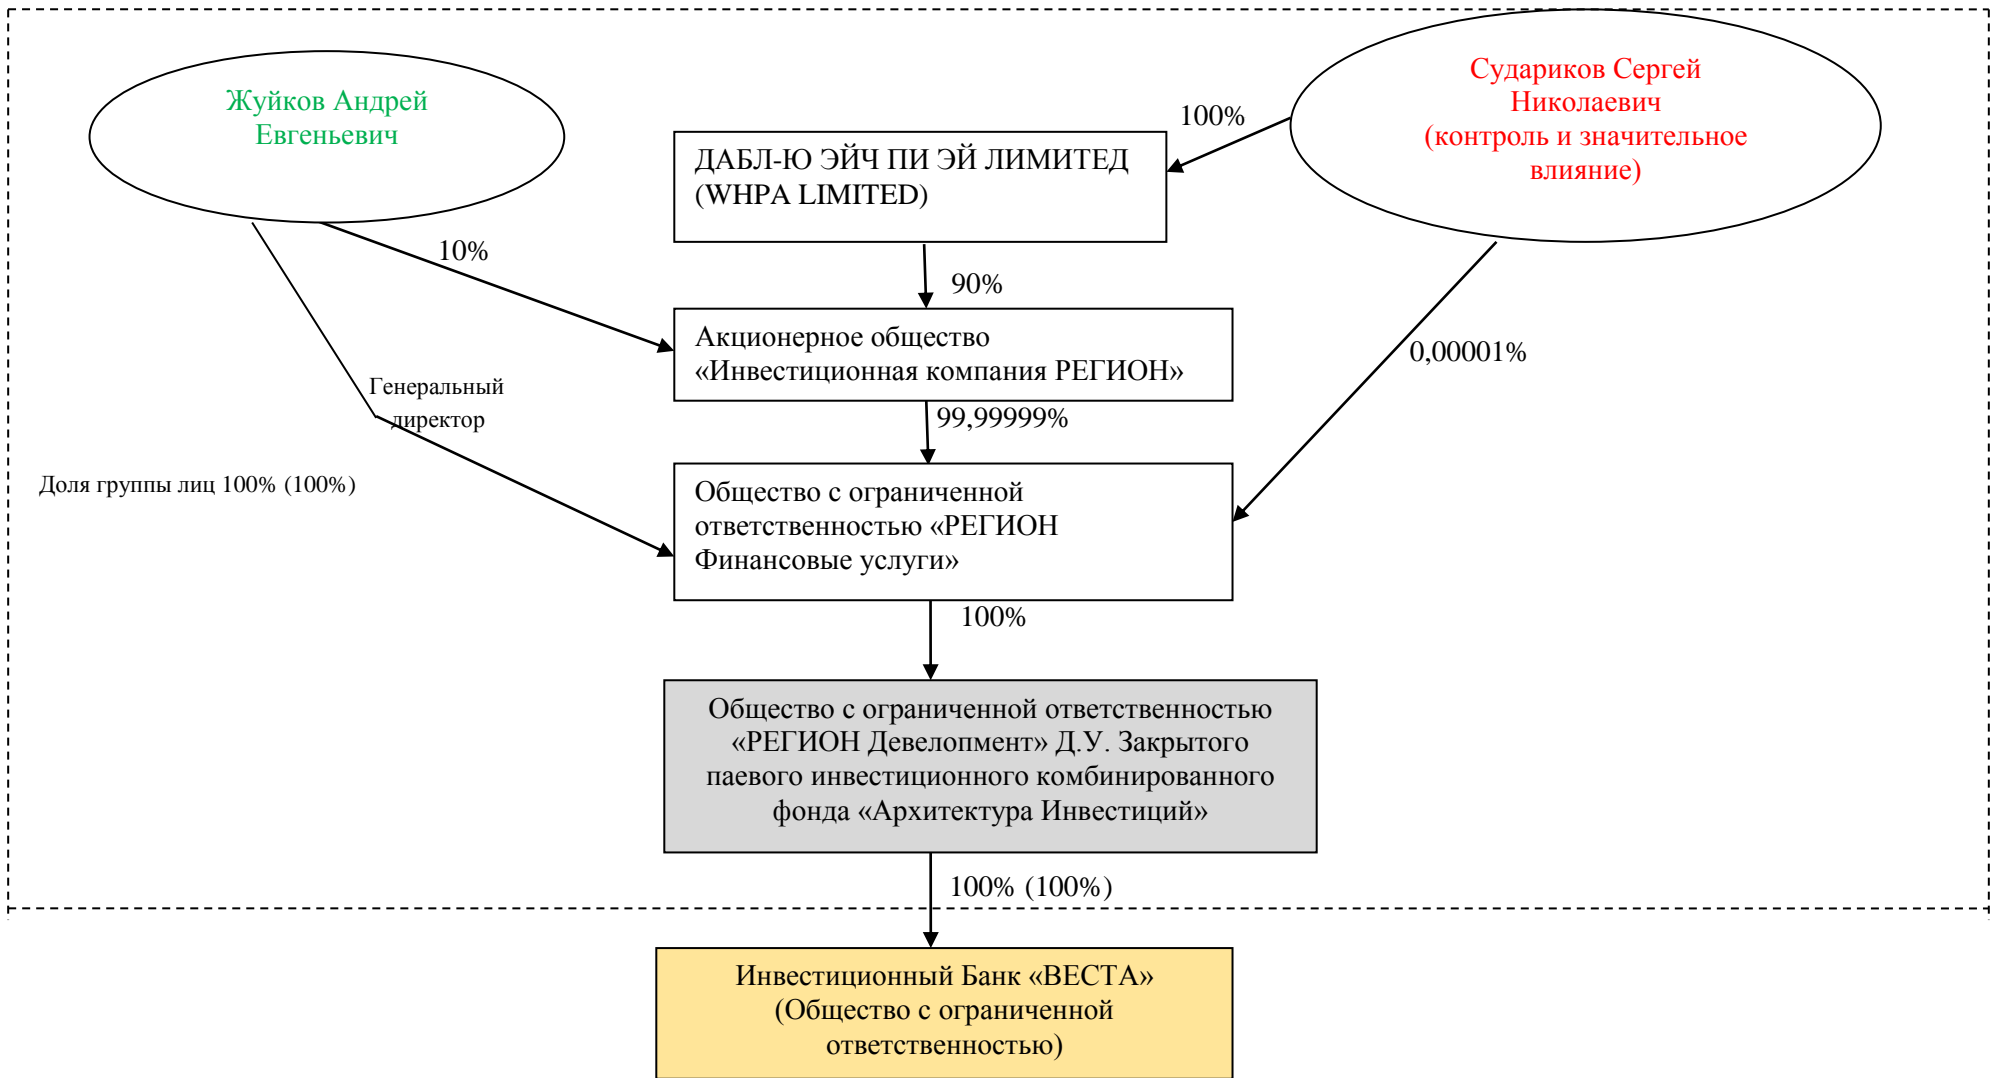 Жуйков Андрей
Евгеньевич
Судариков Сергей
Николаевич
(контроль и значительное
влияние)
100%
ДАБЛ-Ю ЭЙЧ ПИ ЭЙ ЛИМИТЕД
(WHPA LIMITED)
10%
90%
Акционерное общество
«Инвестиционная компания РЕГИОН»
0,00001%
Генеральный
директор
99,99999%
Доля группы лиц 100% (100%)
Общество с ограниченной
ответственностью «РЕГИОН
Финансовые услуги»
100%
Общество с ограниченной ответственностью
«РЕГИОН Девелопмент» Д.У. Закрытого
паевого инвестиционного комбинированного
фонда «Архитектура Инвестиций»
100% (100%)
Инвестиционный Банк «ВЕСТА»
(Общество с ограниченной
ответственностью)